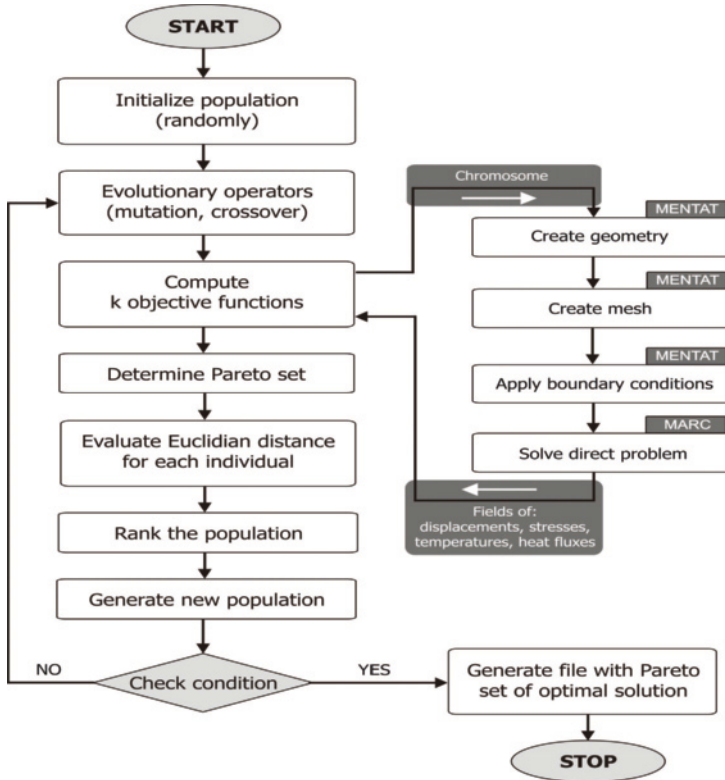 START
Initialize population
(randomly)
Evolutionary operators
(mutation, crossover)
Compute
k objective functions
Determine Pareto set
Evaluate Euclidian distance
for each individual
Rank the population
Generate new population
Check condition
NO
YES
Chromosome
MENTAT
Create geometry
MENTAT
Create mesh
MENTAT
Apply boundary conditions
MARC
Solve direct problem
Fields of:
displacements, stresses,
temperatures, heat fluxes
Generate file with Pareto
set of optimal solution
STOP